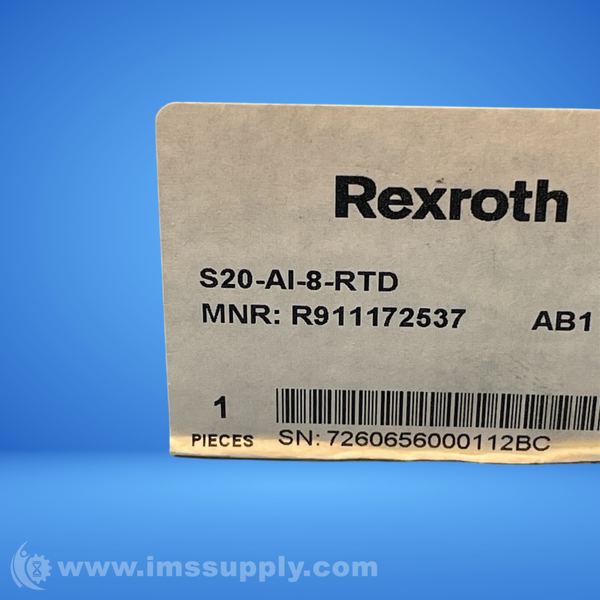 Rexroth
S20-AI-8-RTD
MNR: R911172537 AB1
1
PIECES SN: 7260656000112BC
www.imssupply.com